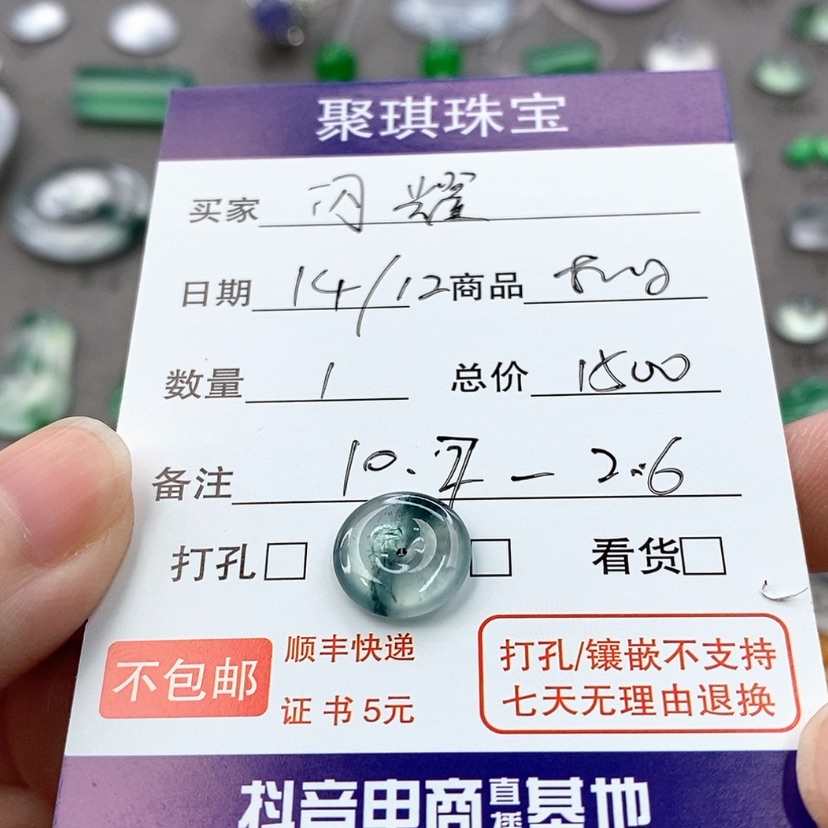 聚琪珠宝
买家 闪耀
日期 14/12 商品
数量 1 总价 1500
备注 10. - 2.6
打孔 看货
不包邮
顺丰快递
证书5元
打孔/镶嵌不支持
七天无理由退换
抖音电商直播基地